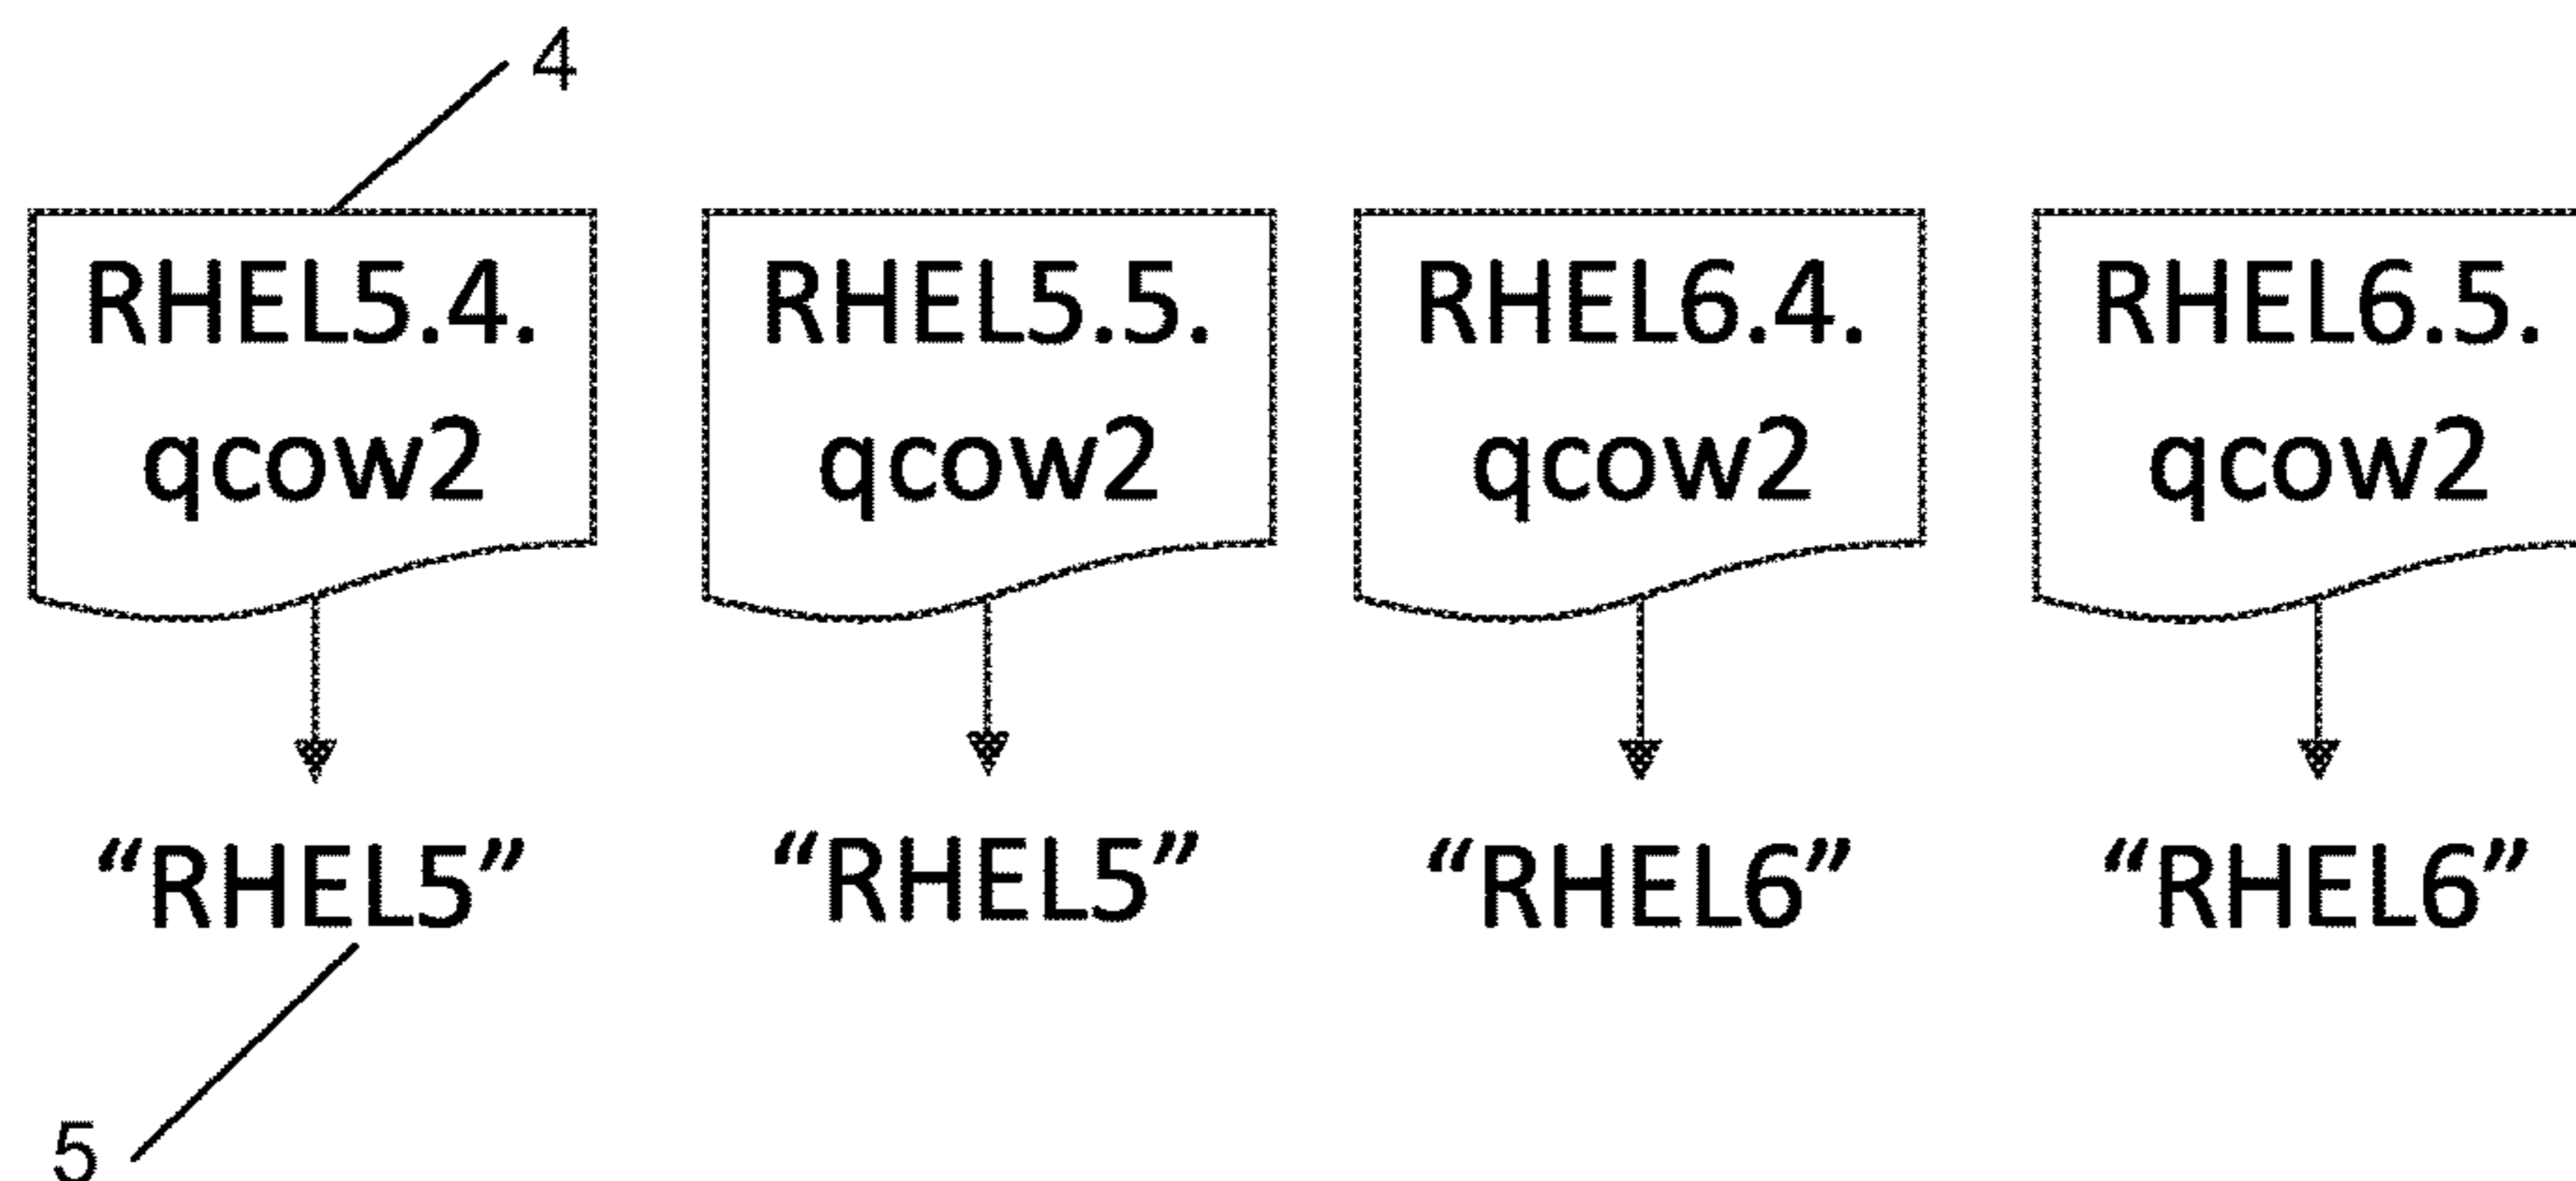 4
RHEL5.4.
qcow2
RHEL5.5.
qcow2
RHEL6.4.
qcow2
RHEL6.5.
qcow2
“RHEL5”
“RHEL5”
“RHEL6”
“RHEL6”
5